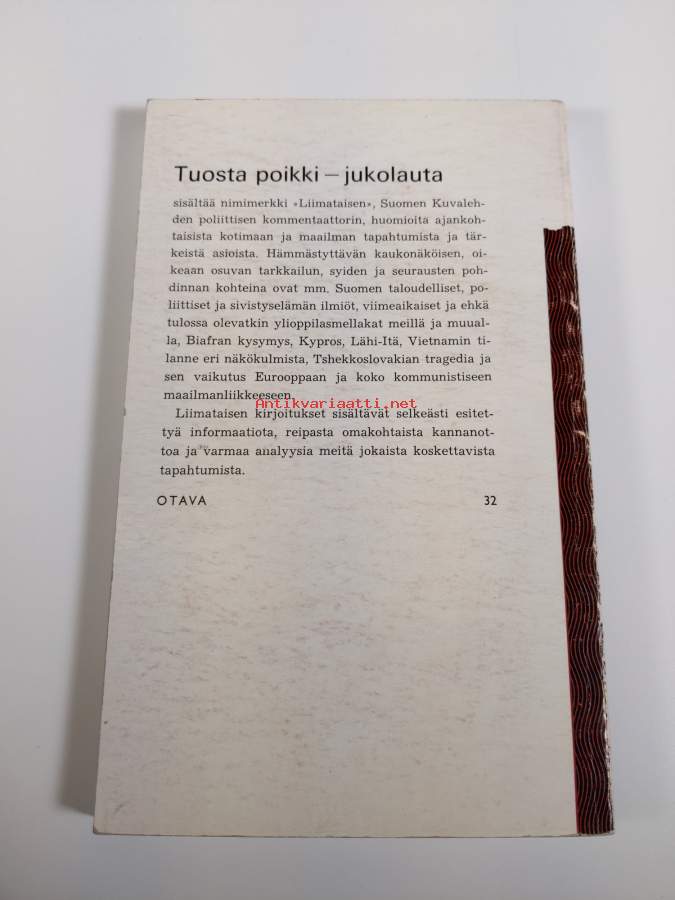 Tuosta poikki – jukolauta
sisältää nimimerkki »Liimataisen», Suomen Kuvaleh-
den poliittisen kommentaattorin, huomioita ajankoh-
taisista kotimaan ja maailman tapahtumista ja tär-
keistä asioista. Hämmästyttävän kaukonäköisen, oi-
keaan osuvan tarkkailun, syiden ja seurausten poh-
dinnan kohteina ovat mm. Suomen taloudelliset, po-
liittiset ja sivistyselämän ilmiöt, viimeaikaiset ja ehkä
tulossa olevatkin ylioppilasmellakat meillä ja muual-
la, Biafran kysymys, Kypros, Lähi-Itä, Vietnamin ti-
lanne eri näkökulmista, Tshekkoslovakian tragedia ja
sen vaikutus Eurooppaan ja koko kommunistiseen
maailmanliikkeeseen.
Antikvariaatti.net
Liimataisen kirjoitukset sisältävät selkeästi esitet-
tyä informaatiota, reipasta omakohtaista kannanot-
toa ja varmaa analyysia meitä jokaista koskettavista
tapahtumista.
OTAVA 32